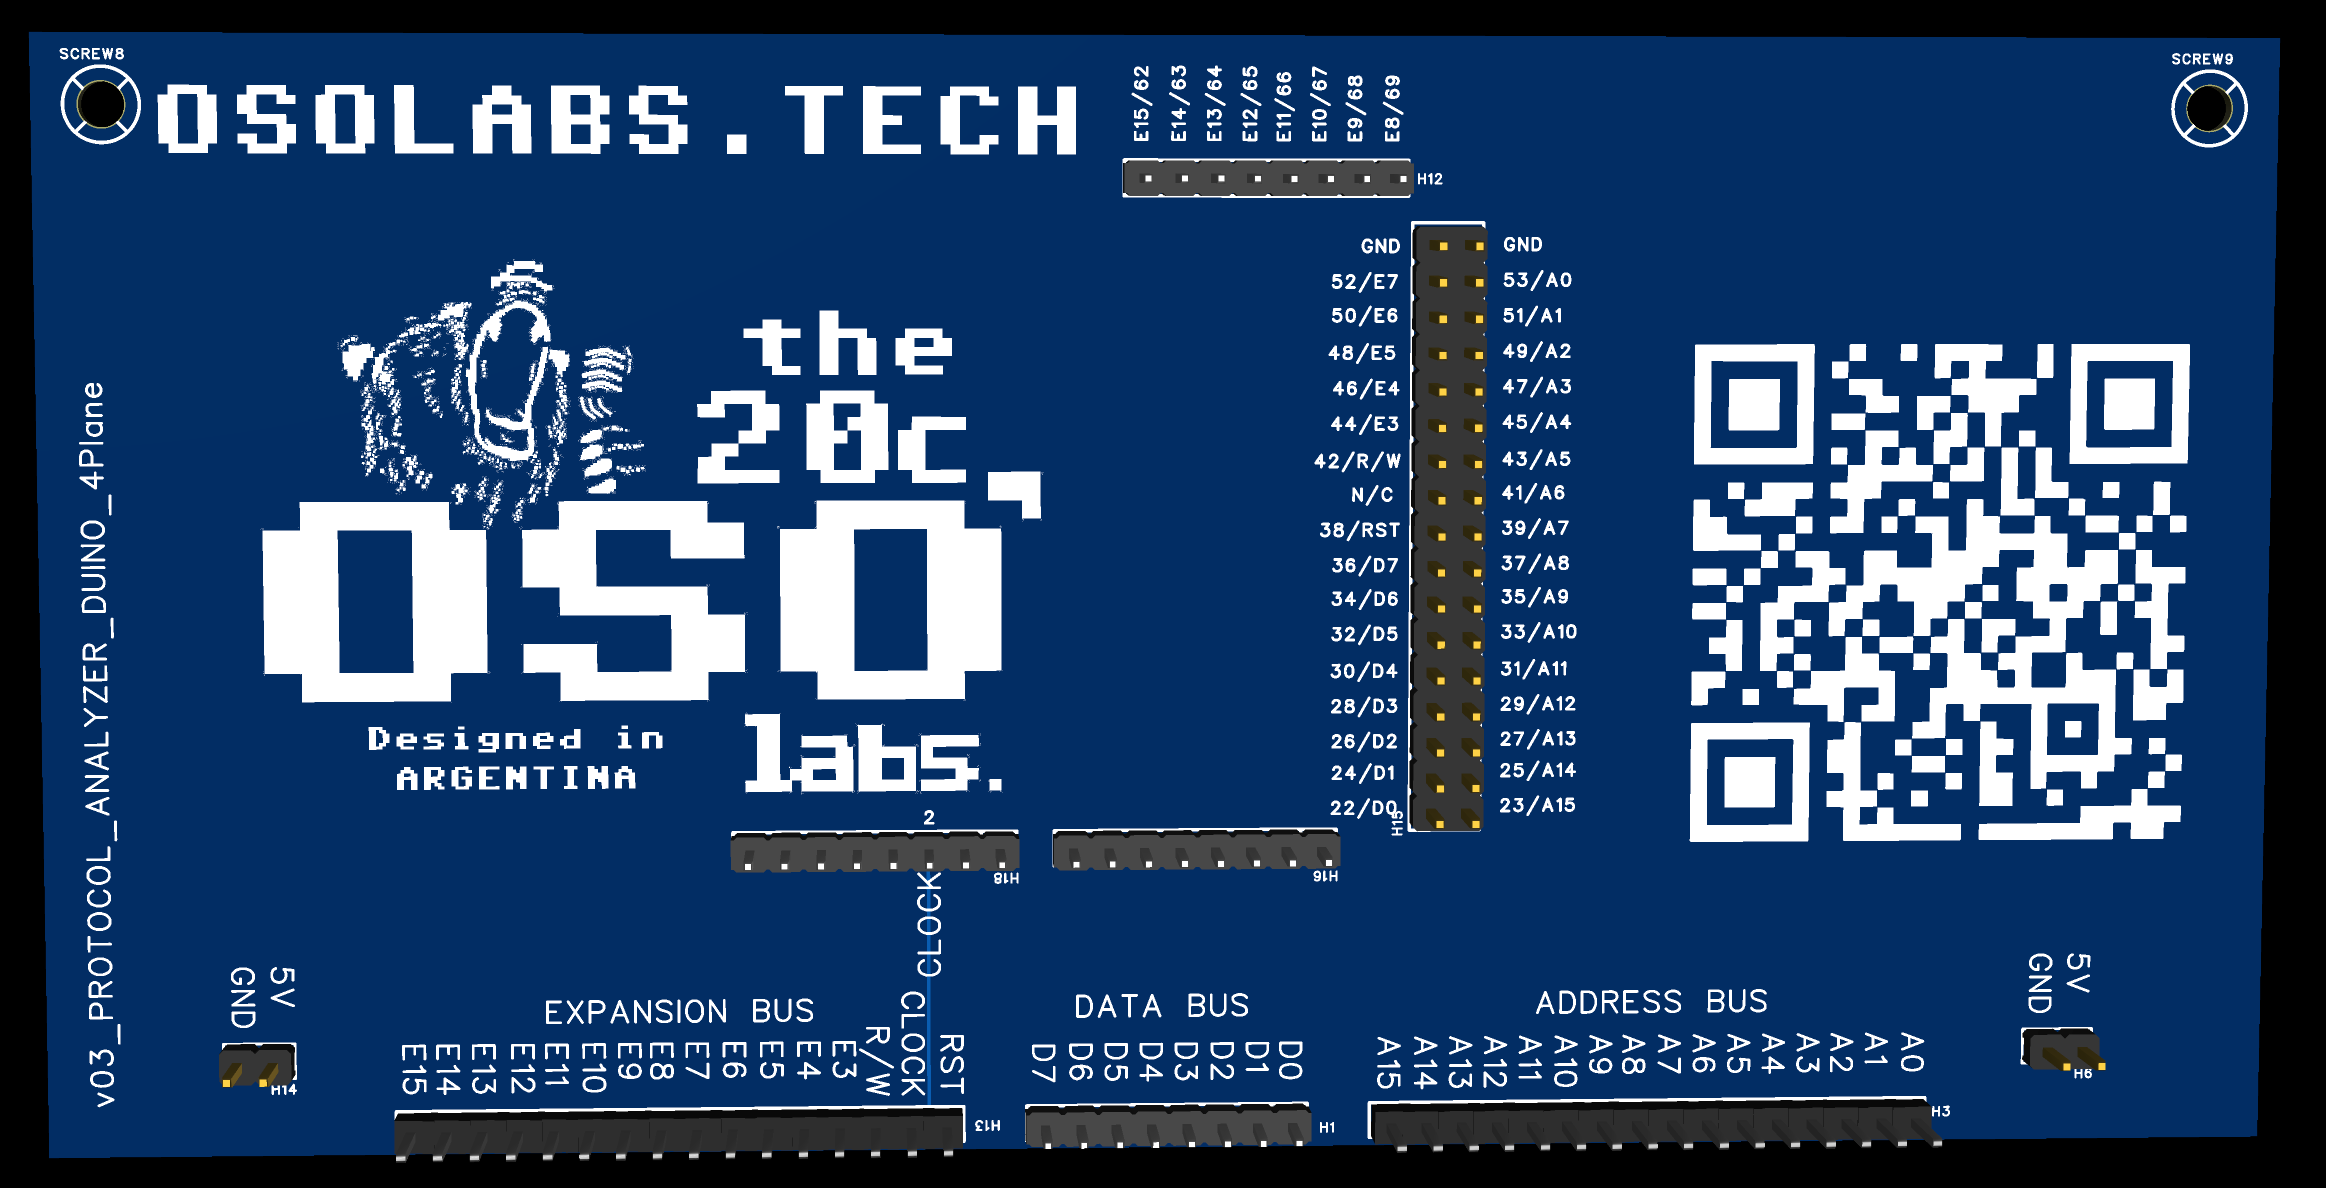 SCREW8
SCREW9
OSOLABS.TECH
E15/62
E14/63
E13/64
E12/65
E11/66
E10/67
E9/68
E8/69
H12
GND GND
52/E7 53/A0
50/E6 51/A1
48/E5 49/A2
46/E4 47/A3
44/E3 45/A4
42/R/W 43/A5
N/C 41/A6
38/RST 39/A7
36/D7 37/A8
34/D6 35/A9
32/D5 33/A10
30/D4 31/A11
28/D3 29/A12
26/D2 27/A13
24/D1 25/A14
22/D0 23/A15
H15
the
20c,
OSO
labs.
Designed in
ARGENTINA
v03_PROTOCOL_ANALYZER_DUINO_4Plane
2
H18
H16
CLOCK
GND
5V
H14
EXPANSION BUS
E15
E14
E13
E12
E11
E10
E9
E8
E7
E6
E5
E4
E3
R/W
CLOCK
RST
H13
DATA BUS
D7
D6
D5
D4
D3
D2
D1
D0
H1
ADDRESS BUS
A15
A14
A13
A12
A11
A10
A9
A8
A7
A6
A5
A4
A3
A2
A1
A0
H3
GND
5V
H6